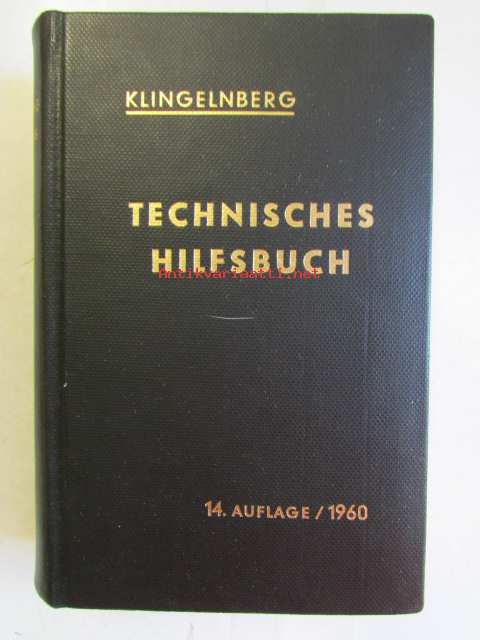 KLINGELNBERG
TECHNISCHES
HILFSBUCH
Antikvariaatti.net
14. AUFLAGE / 1960